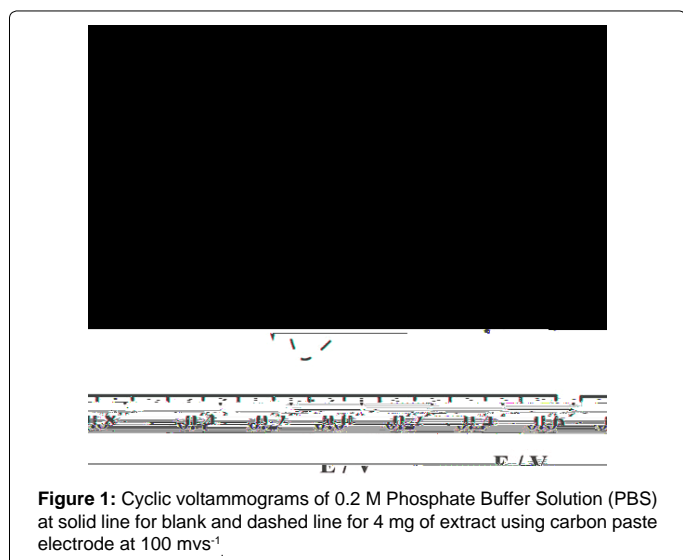 E / V
Figure 1: Cyclic voltammograms of 0.2 M Phosphate Buffer Solution (PBS)
at solid line for blank and dashed line for 4 mg of extract using carbon paste
electrode at 100 mvs-1